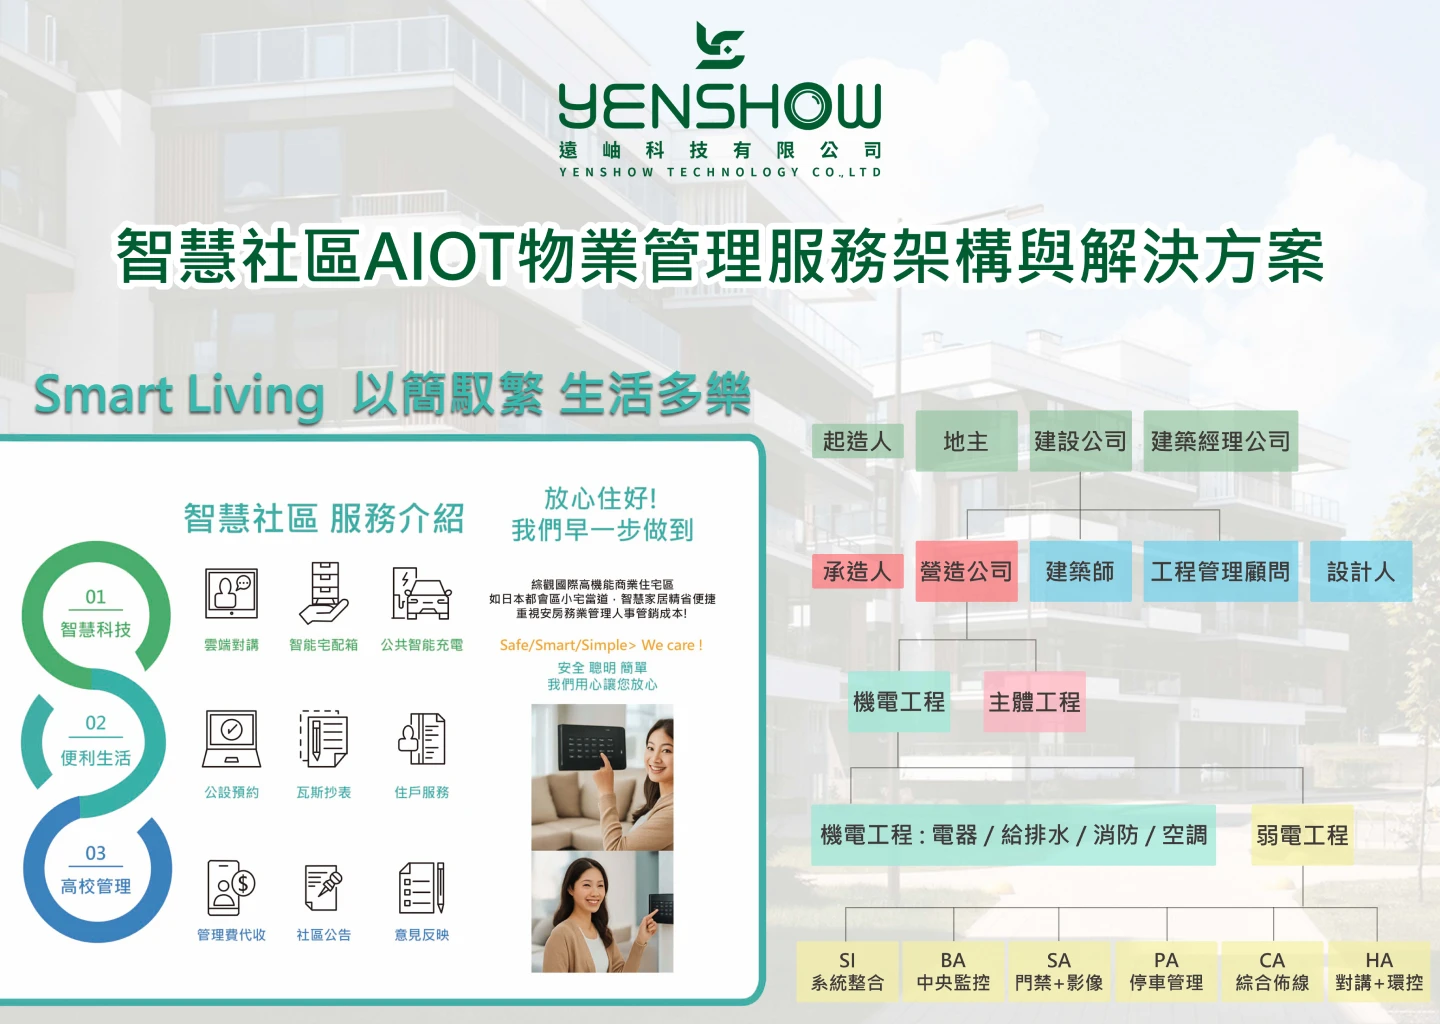 YENSHOW
遠岫科技有限公司
YENSHOW TECHNOLOGY CO.,LTD
智慧社區AIOT物業管理服務架構與解決方案
Smart Living 以簡馭繁 生活多樂
智慧社區 服務介紹
01
智慧科技
雲端對講
智能宅配箱
公共智能充電
02
便利生活
公設預約
瓦斯抄表
住戶服務
03
高校管理
管理費代收
社區公告
意見反映
放心住好!
我們早一步做到
綜觀國際高機能商業住宅區
如日本都會區小宅當道，智慧家居精省便捷
重視安房務業管理人事管銷成本!
Safe/Smart/Simple> We care !
安全 聰明 簡單
我們用心讓您放心
起造人
地主
建設公司
建築經理公司
承造人
營造公司
建築師
工程管理顧問
設計人
機電工程
主體工程
機電工程 : 電器 / 給排水 / 消防 / 空調
弱電工程
SI
系統整合
BA
中央監控
SA
門禁+影像
PA
停車管理
CA
綜合佈線
HA
對講+環控